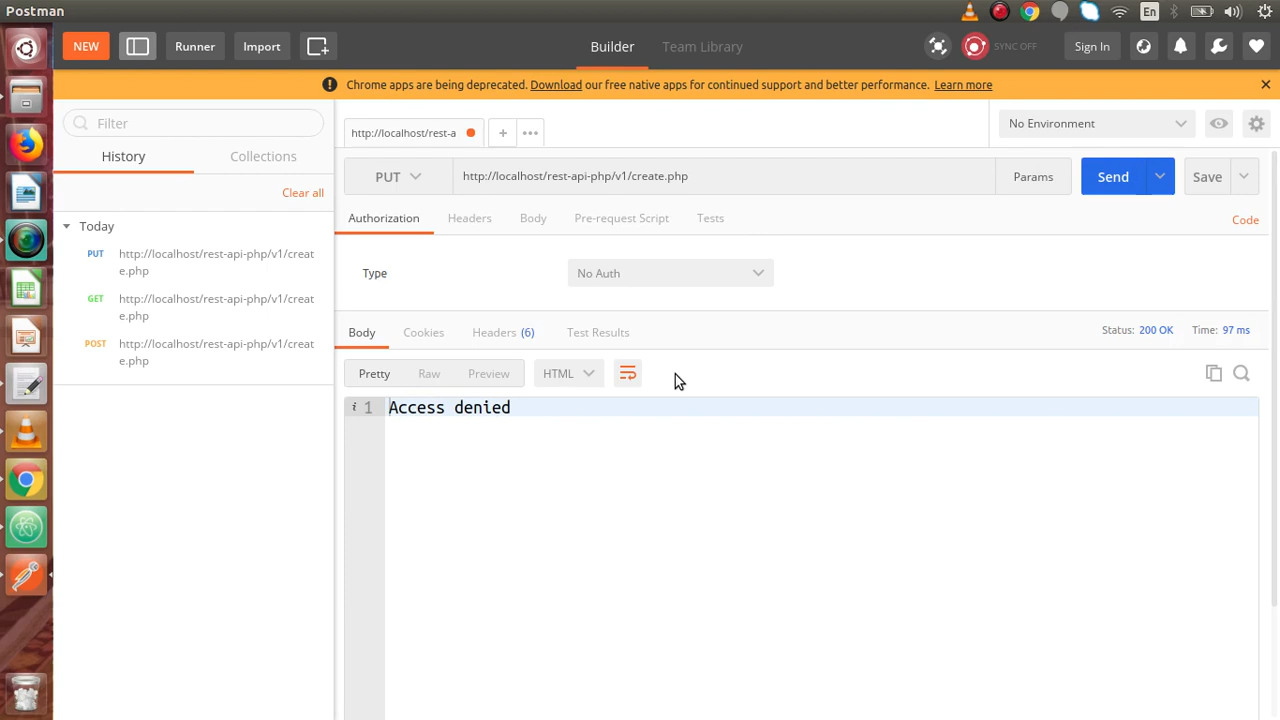 Postman
En
NEW
Runner
Import
Builder
Team Library
SYNC OFF
Sign In
Chrome apps are being deprecated. Download our free native apps for continued support and better performance. Learn more
Filter
History
Collections
Clear all
Today
PUT http://localhost/rest-api-php/v1/creat
e.php
GET http://localhost/rest-api-php/v1/creat
e.php
POST http://localhost/rest-api-php/v1/creat
e.php
http://localhost/rest-a
No Environment
PUT
http://localhost/rest-api-php/v1/create.php
Params
Send
Save
Authorization
Headers
Body
Pre-request Script
Tests
Code
Type
No Auth
Body
Cookies
Headers (6)
Test Results
Status: 200 OK
Time: 97 ms
Pretty
Raw
Preview
HTML
i 1 Access denied